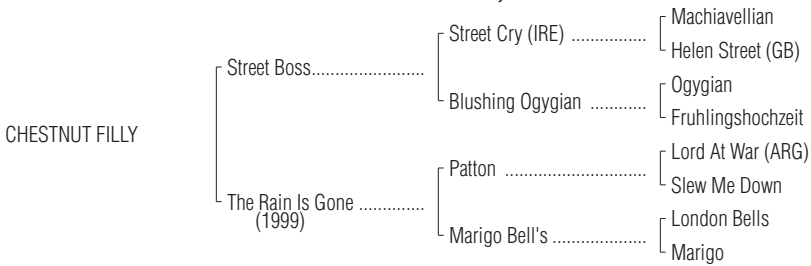 Machiavellian
Street Cry (IRE) ................
Helen Street (GB)
Street Boss........................
Ogygian
Blushing Ogygian ............
Fruhlingshochzeit
CHESTNUT FILLY
Lord At War (ARG)
Patton ..............................
Slew Me Down
The Rain Is Gone ..............
(1999)
London Bells
Marigo Bell's ....................
Marigo